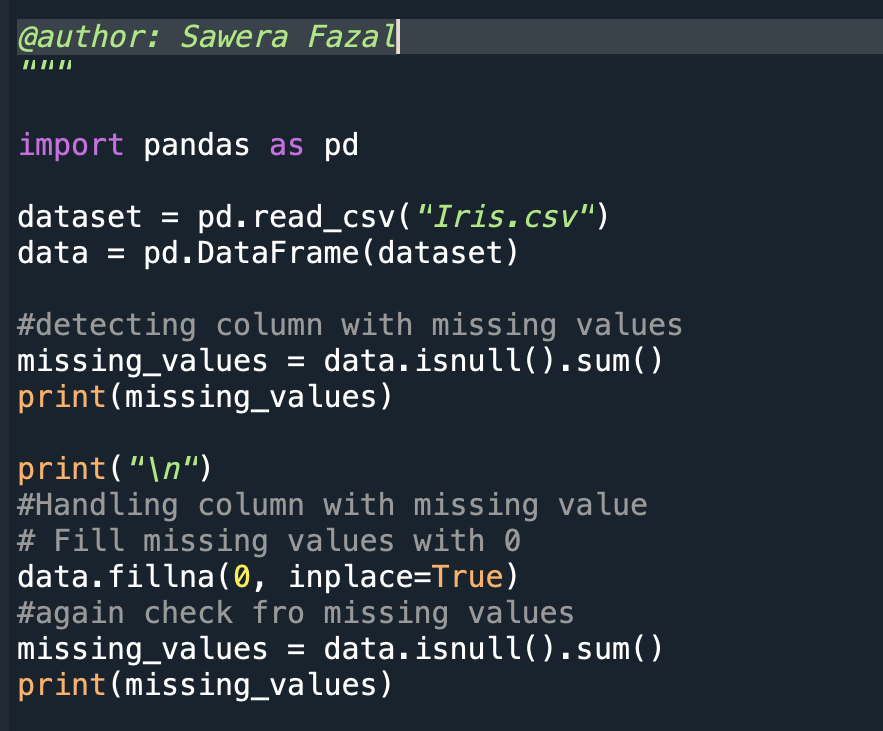 @author: Sawera Fazal
"""
import pandas as pd
dataset = pd.read_csv("Iris.csv")
data = pd.DataFrame(dataset)
#detecting column with missing values
missing_values = data.isnull().sum()
print(missing_values)
print("\n")
#Handling column with missing value
# Fill missing values with 0
data.fillna(0, inplace=True)
#again check fro missing values
missing_values = data.isnull().sum()
print(missing_values)